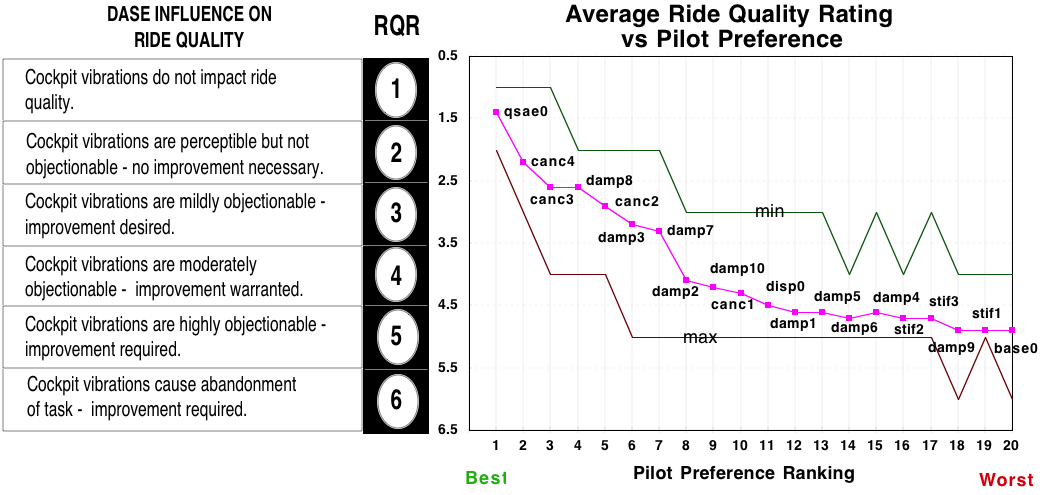 DASE INFLUENCE ON
RIDE QUALITY
RQR
Cockpit vibrations do not impact ride
quality.
1
Cockpit vibrations are perceptible but not
objectionable - no improvement necessary.
2
Cockpit vibrations are mildly objectionable -
improvement desired.
3
Cockpit vibrations are moderately
objectionable - improvement warranted.
4
Cockpit vibrations are highly objectionable -
improvement required.
5
Cockpit vibrations cause abandonment
of task - improvement required.
6
Average Ride Quality Rating
vs Pilot Preference
0.5
1.5
2.5
3.5
4.5
5.5
6.5
qsae0
canc4
canc3
damp8
canc2
damp3
damp7
damp2
damp10
canc1
disp0
damp1
damp5
damp6
damp4
stif2
stif3
damp9
stif1
base0
min
max
1 2 3 4 5 6 7 8 9 10 11 12 13 14 15 16 17 18 19 20
Best
Pilot Preference Ranking
Worst